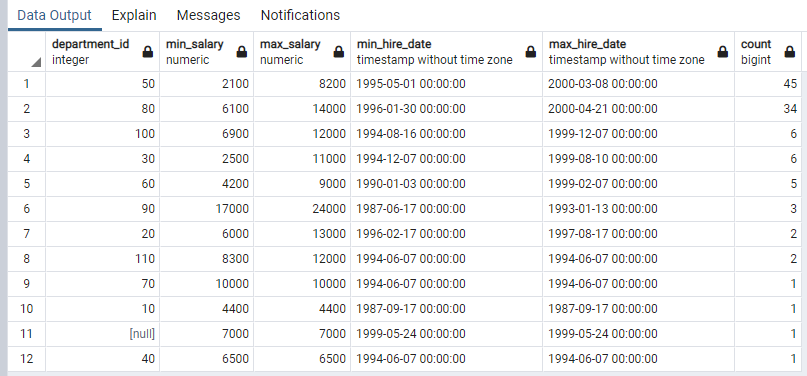 Data Output Explain Messages Notifications
department_id min_salary max_salary min_hire_date max_hire_date count
integer numeric numeric timestamp without time zone timestamp without time zone bigint
1 50 2100 8200 1995-05-01 00:00:00 2000-03-08 00:00:00 45
2 80 6100 14000 1996-01-30 00:00:00 2000-04-21 00:00:00 34
3 100 6900 12000 1994-08-16 00:00:00 1999-12-07 00:00:00 6
4 30 2500 11000 1994-12-07 00:00:00 1999-08-10 00:00:00 6
5 60 4200 9000 1990-01-03 00:00:00 1999-02-07 00:00:00 5
6 90 17000 24000 1987-06-17 00:00:00 1993-01-13 00:00:00 3
7 20 6000 13000 1996-02-17 00:00:00 1997-08-17 00:00:00 2
8 110 8300 12000 1994-06-07 00:00:00 1994-06-07 00:00:00 2
9 70 10000 10000 1994-06-07 00:00:00 1994-06-07 00:00:00 1
10 10 4400 4400 1987-09-17 00:00:00 1987-09-17 00:00:00 1
11 [null] 7000 7000 1999-05-24 00:00:00 1999-05-24 00:00:00 1
12 40 6500 6500 1994-06-07 00:00:00 1994-06-07 00:00:00 1